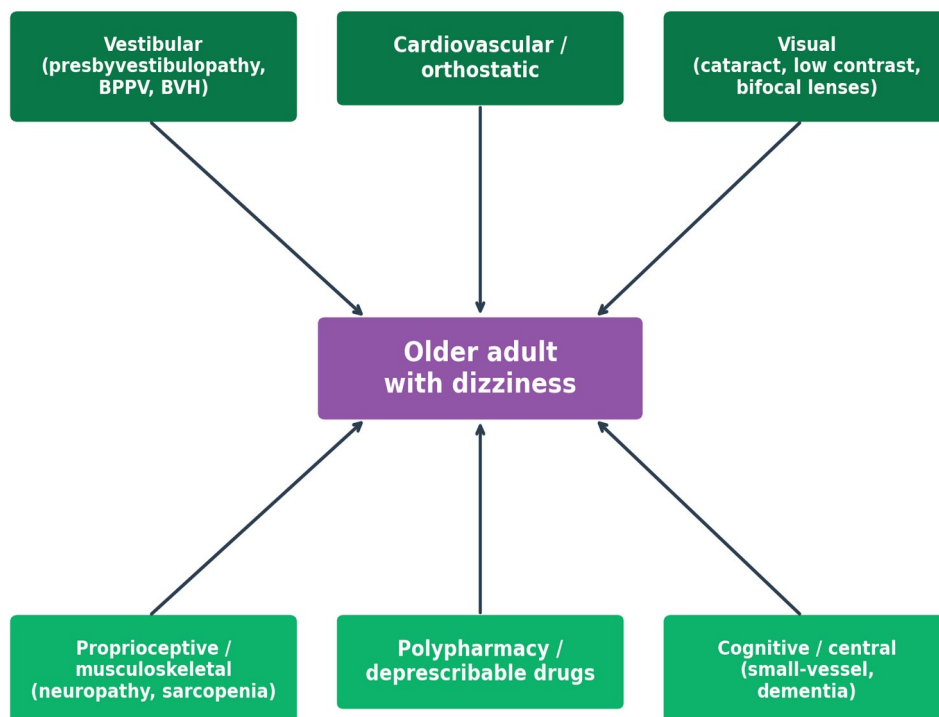 Vestibular
(presbyvestibulopathy,
BPPV, BVH)
Cardiovascular /
orthostatic
Visual
(cataract, low contrast,
bifocal lenses)
Older adult
with dizziness
Proprioceptive /
musculoskeletal
(neuropathy, sarcopenia)
Polypharmacy /
deprescribable drugs
Cognitive / central
(small-vessel,
dementia)